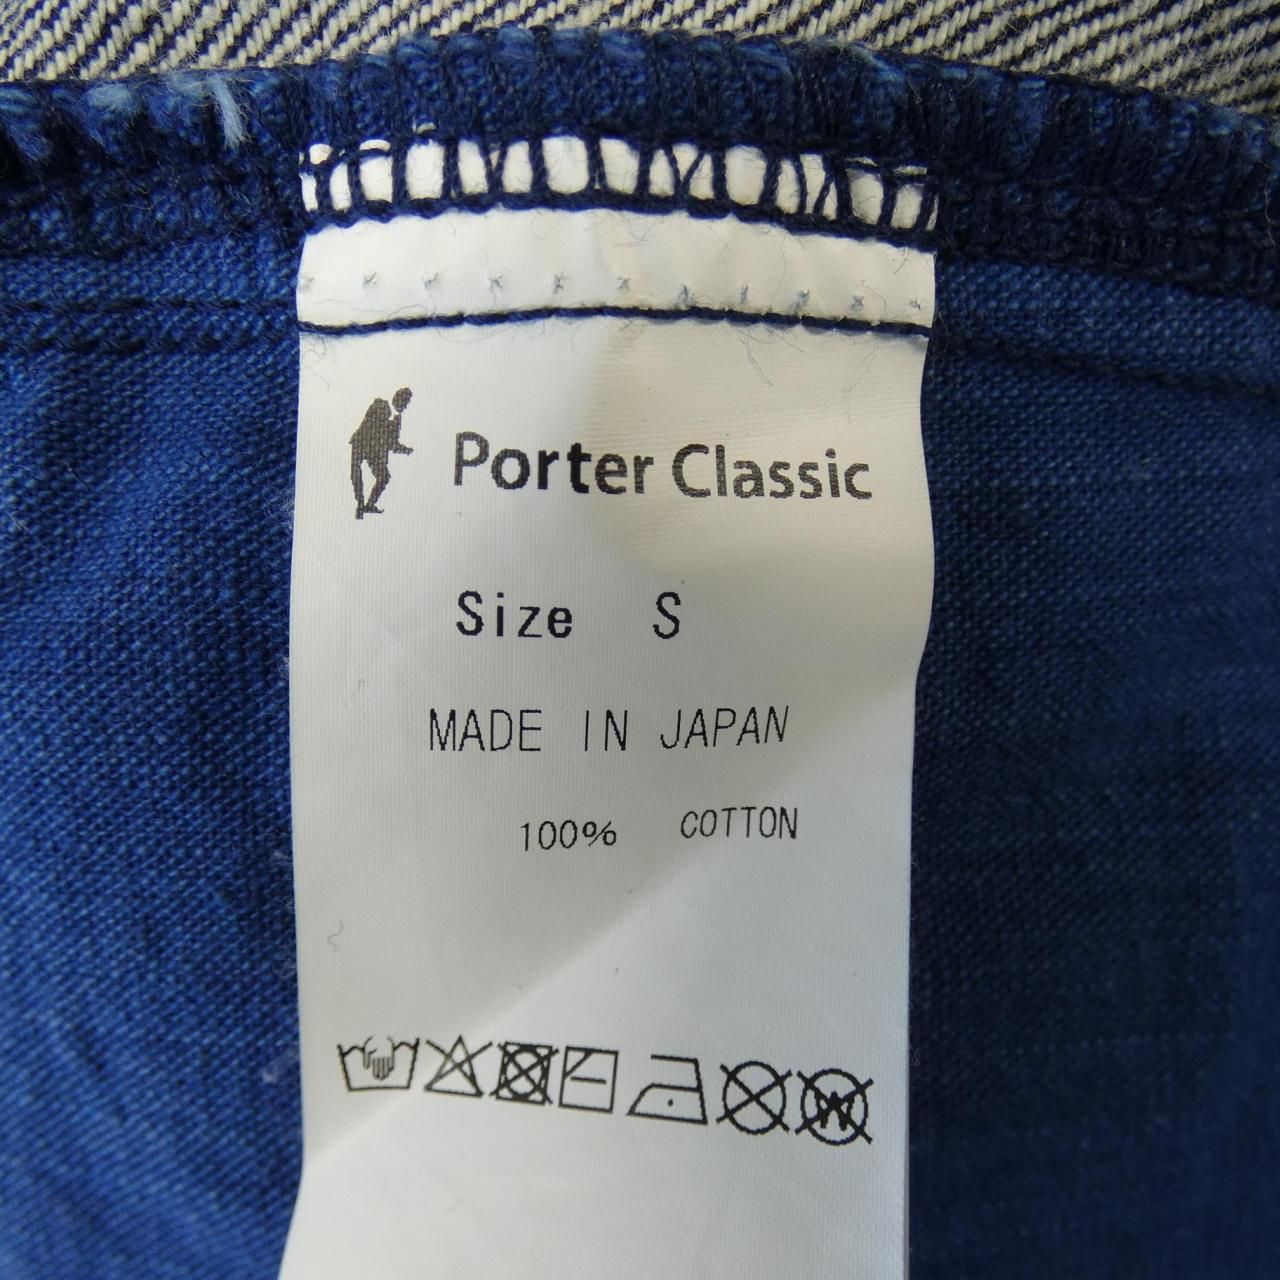 Porter Classic
Size S
MADE IN JAPAN
100% COTTON
W